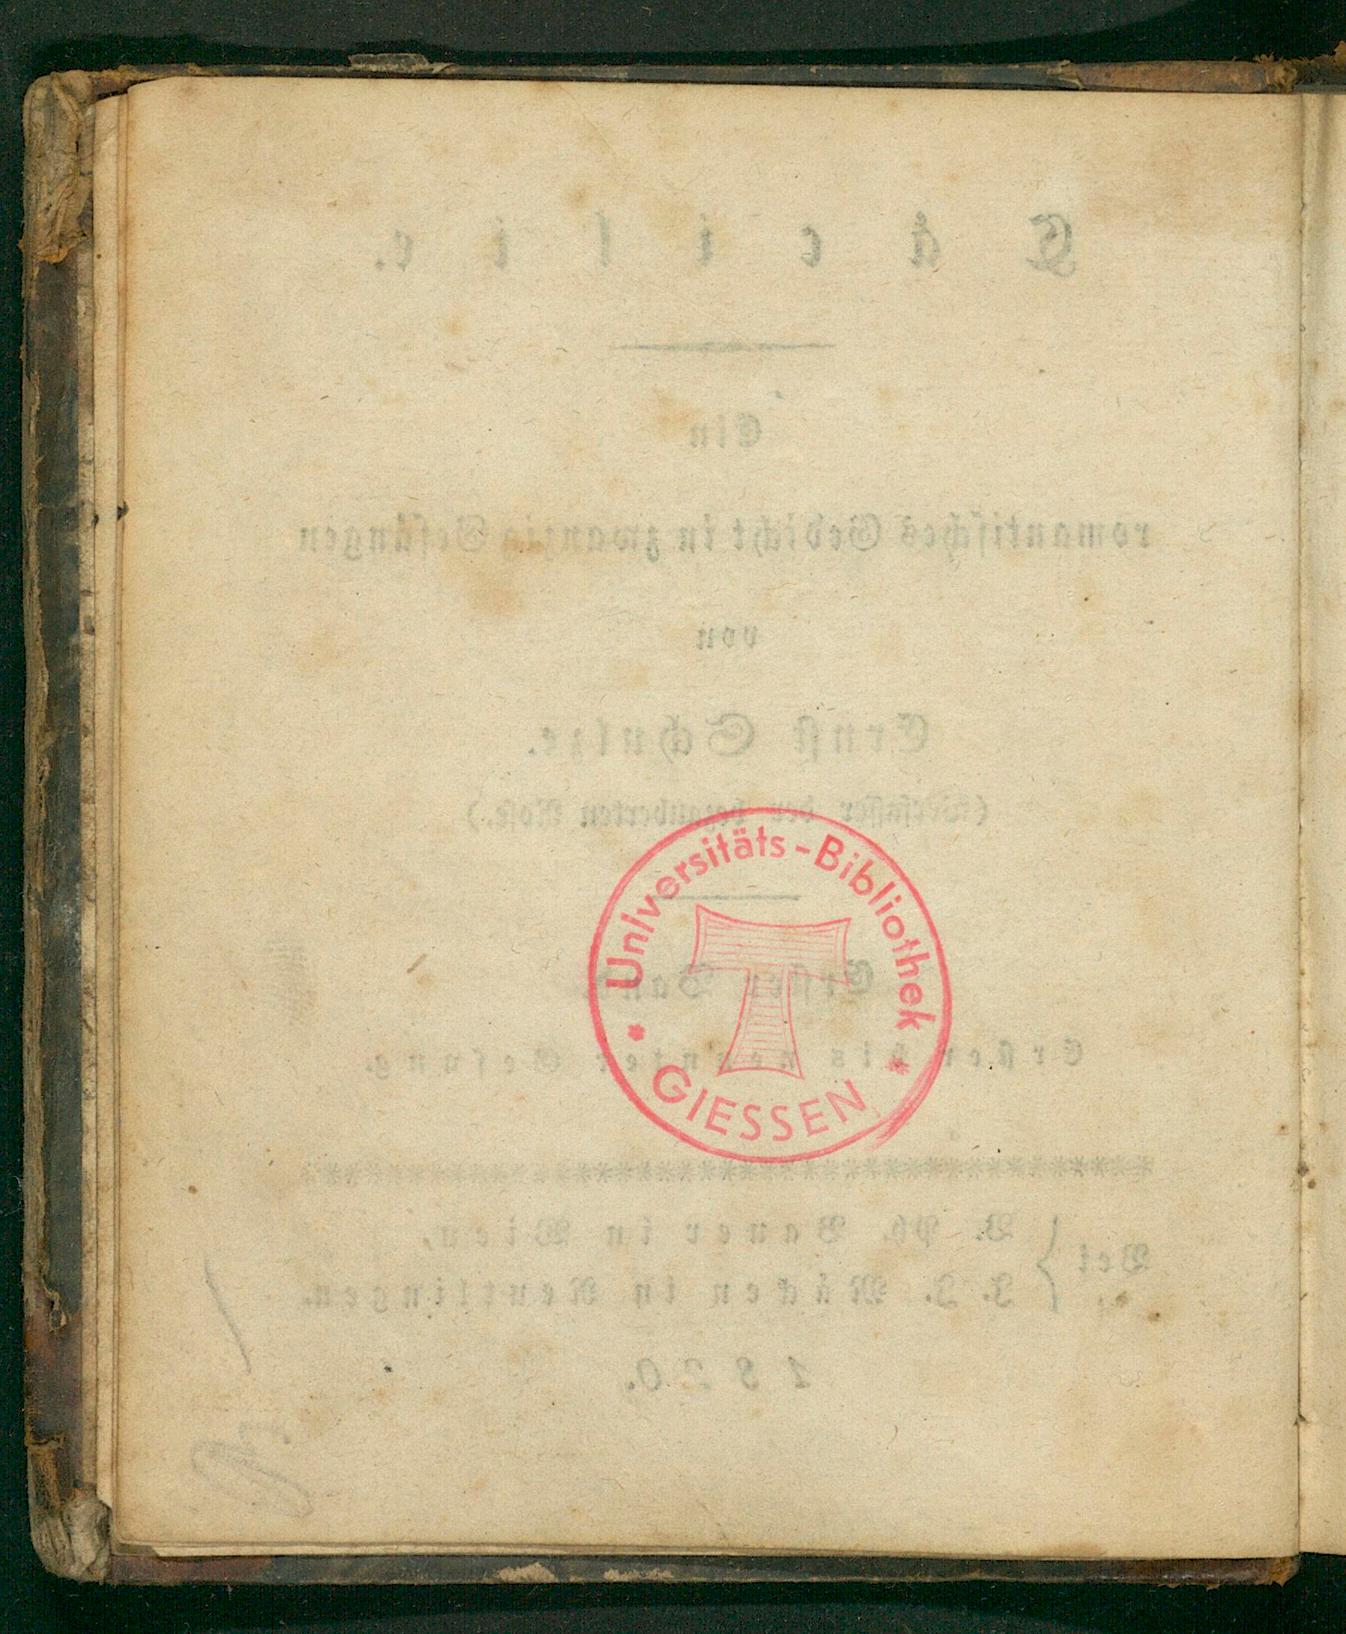 Cäcilie.
Ein
romantisches Gedicht in zwanzig Gesängen
von
Ernst Schulze.
(Verfasser der bezauberten Rose.)
Universitäts-Bibliothek
GIESSEN
Erster Band.
Erster bis neunter Gesang.
Bei
B. Ph. Bauer in Wien,
J. J. Mäcken in Reutlingen.
1820.